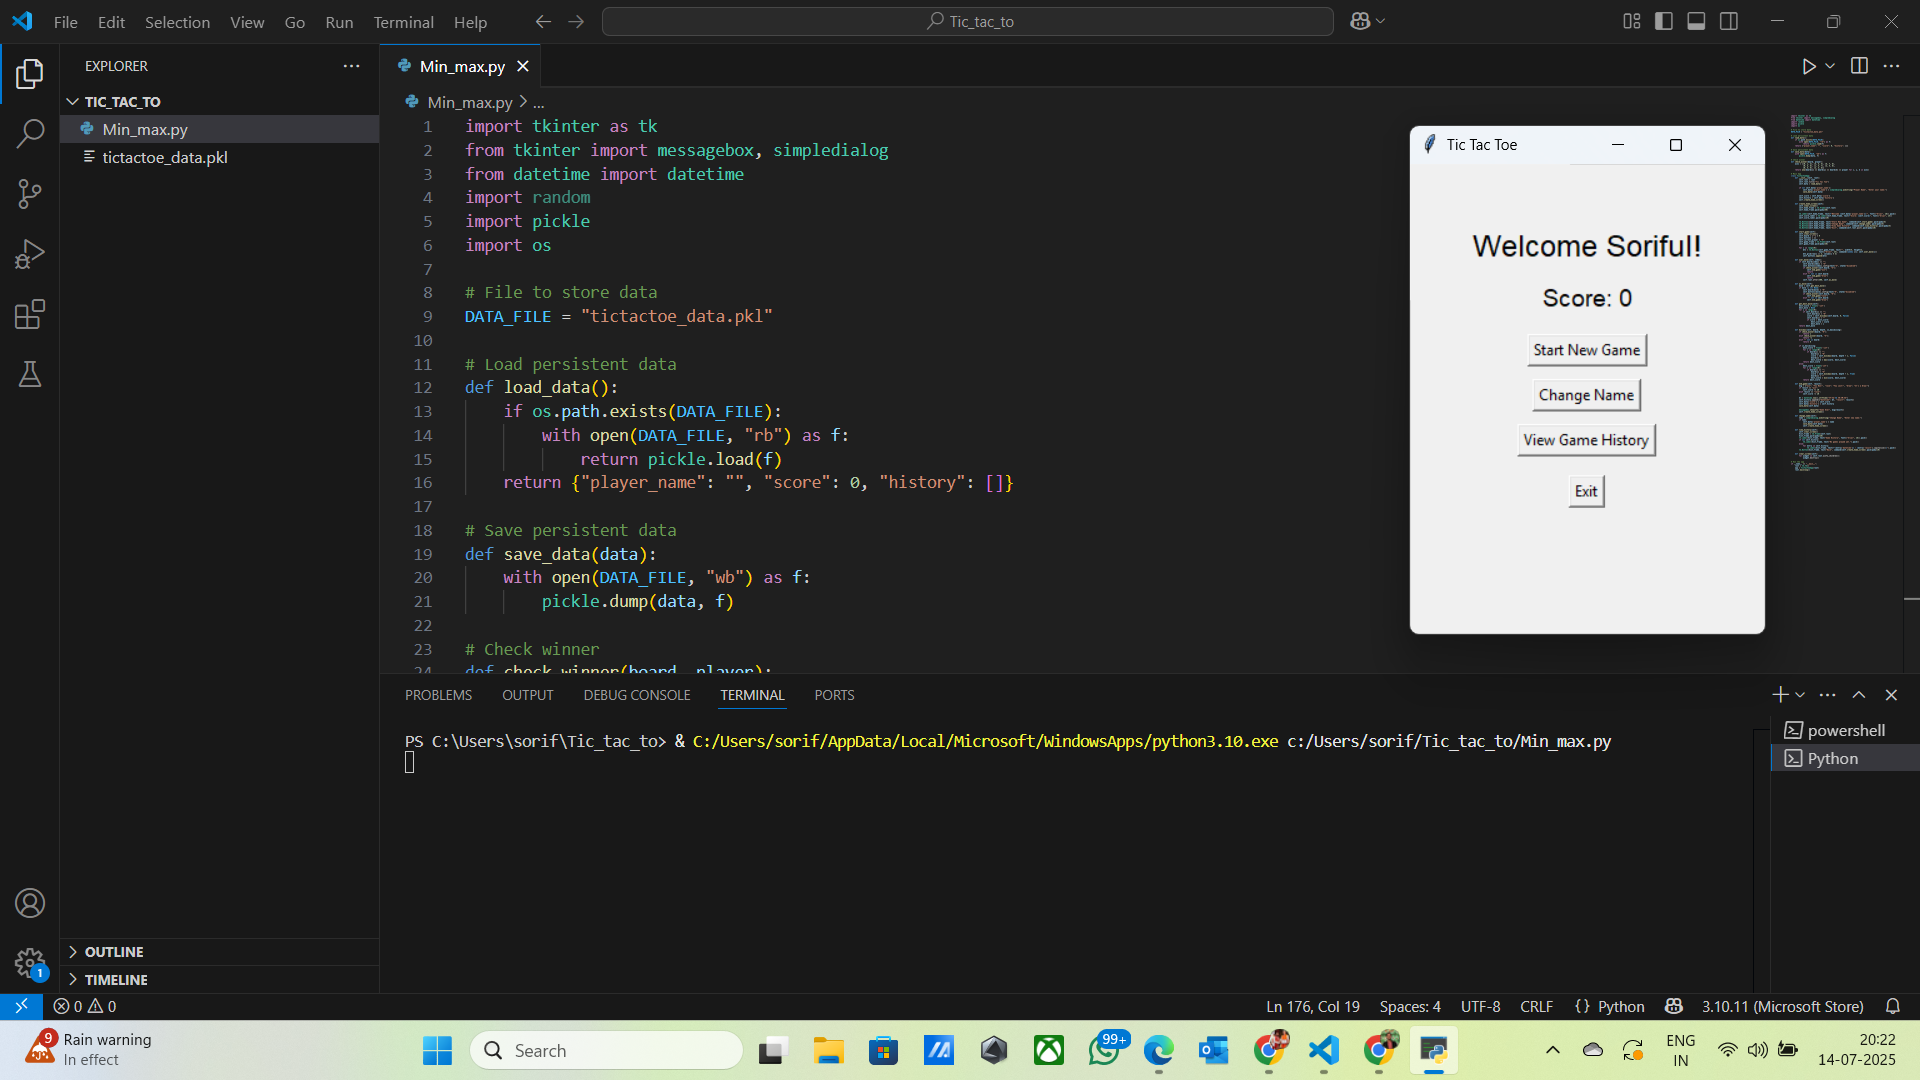 File Edit Selection View Go Run Terminal Help
Tic_tac_to
EXPLORER
TIC_TAC_TO
Min_max.py
tictactoe_data.pkl
OUTLINE
TIMELINE
Min_max.py
Min_max.py > ...
1 import tkinter as tk
2 from tkinter import messagebox, simpledialog
3 from datetime import datetime
4 import random
5 import pickle
6 import os
7
8 # File to store data
9 DATA_FILE = "tictactoe_data.pkl"
10
11 # Load persistent data
12 def load_data():
13 if os.path.exists(DATA_FILE):
14 with open(DATA_FILE, "rb") as f:
15 return pickle.load(f)
16 return {"player_name": "", "score": 0, "history": []}
17
18 # Save persistent data
19 def save_data(data):
20 with open(DATA_FILE, "wb") as f:
21 pickle.dump(data, f)
22
23 # Check winner
24 def check_winner(board, player):
Tic Tac Toe
Welcome Soriful!
Score: 0
Start New Game
Change Name
View Game History
Exit
PROBLEMS OUTPUT DEBUG CONSOLE TERMINAL PORTS
PS C:\Users\sorif\Tic_tac_to> & C:/Users/sorif/AppData/Local/Microsoft/WindowsApps/python3.10.exe c:/Users/sorif/Tic_tac_to/Min_max.py
powershell
Python
1
0 0
Ln 176, Col 19 Spaces: 4 UTF-8 CRLF {} Python 3.10.11 (Microsoft Store)
9
Rain warning
In effect
Search
99+
ENG
IN
20:22
14-07-2025